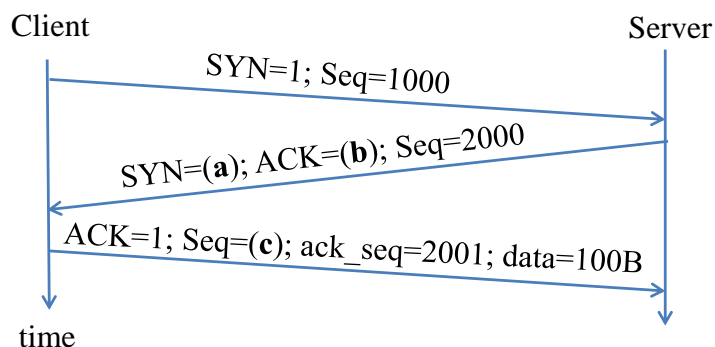 Client
Server
SYN=1; Seq=1000
SYN=(a); ACK=(b); Seq=2000
ACK=1; Seq=(c); ack_seq=2001; data=100B
time